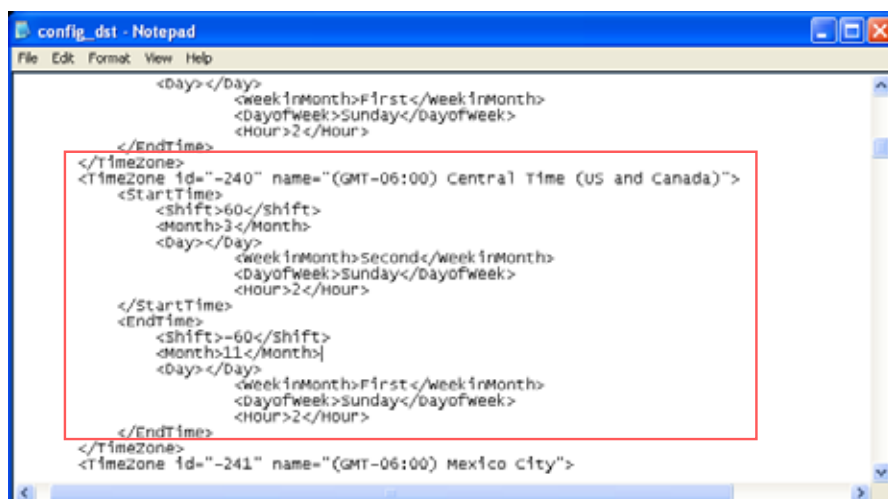 config_dst - Notepad
File Edit Format View Help
<Day></Day>
<WeekinMonth>First</WeekinMonth>
<DayofWeek>Sunday</DayofWeek>
<Hour>2</Hour>
</EndTime>
</TimeZone>
<TimeZone id="-240" name="(GMT-06:00) Central Time (US and Canada)">
<StartTime>
<Shift>60</Shift>
<Month>3</Month>
<Day></Day>
<WeekinMonth>Second</WeekinMonth>
<DayofWeek>Sunday</DayofWeek>
<Hour>2</Hour>
</StartTime>
<EndTime>
<Shift>-60</Shift>
<Month>11</Month>
<Day></Day>
<WeekinMonth>First</WeekinMonth>
<DayofWeek>Sunday</DayofWeek>
<Hour>2</Hour>
</EndTime>
</TimeZone>
<TimeZone id="-241" name="(GMT-06:00) Mexico City">